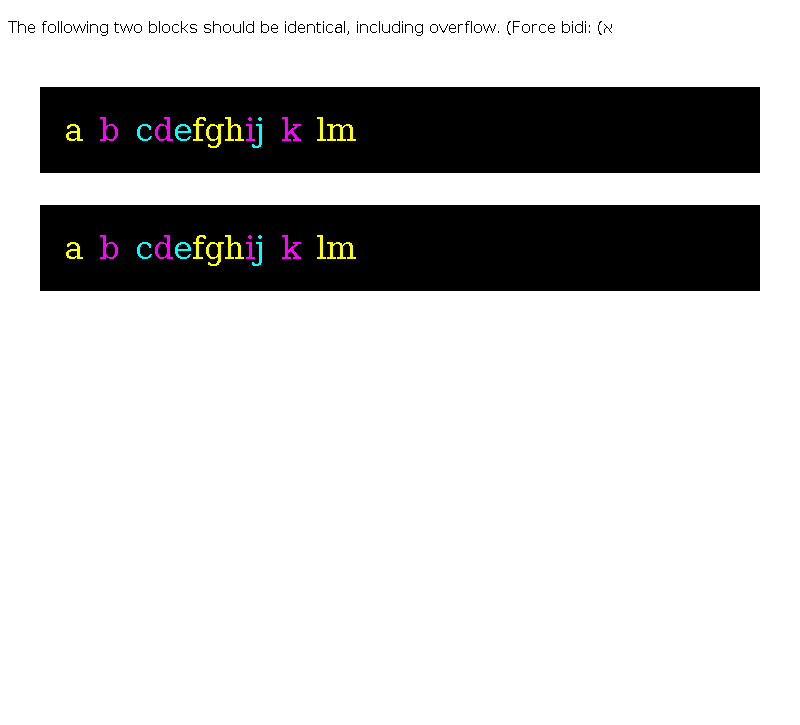 The following two blocks should be identical, including overflow. (Force bidi: (א
a b cdefghij k lm
a b cdefghij k lm